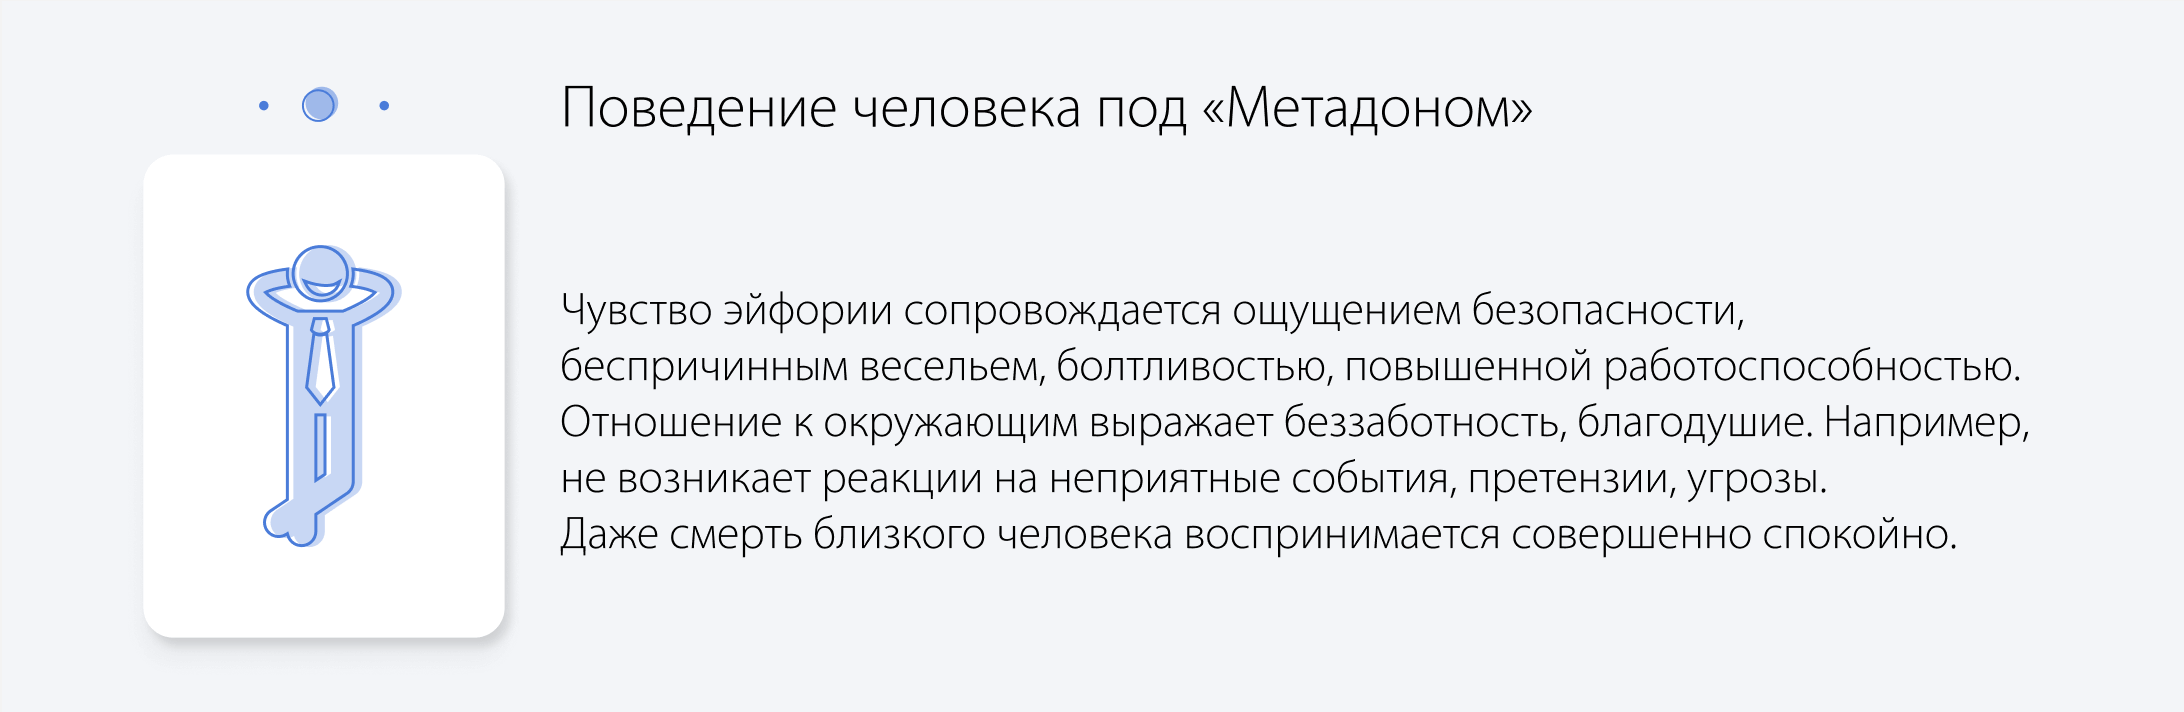 Поведение человека под «Метадоном»
Чувство эйфории сопровождается ощущением безопасности,
беспричинным весельем, болтливостью, повышенной работоспособностью.
Отношение к окружающим выражает беззаботность, благодушие. Например,
не возникает реакции на неприятные события, претензии, угрозы.
Даже смерть близкого человека воспринимается совершенно спокойно.